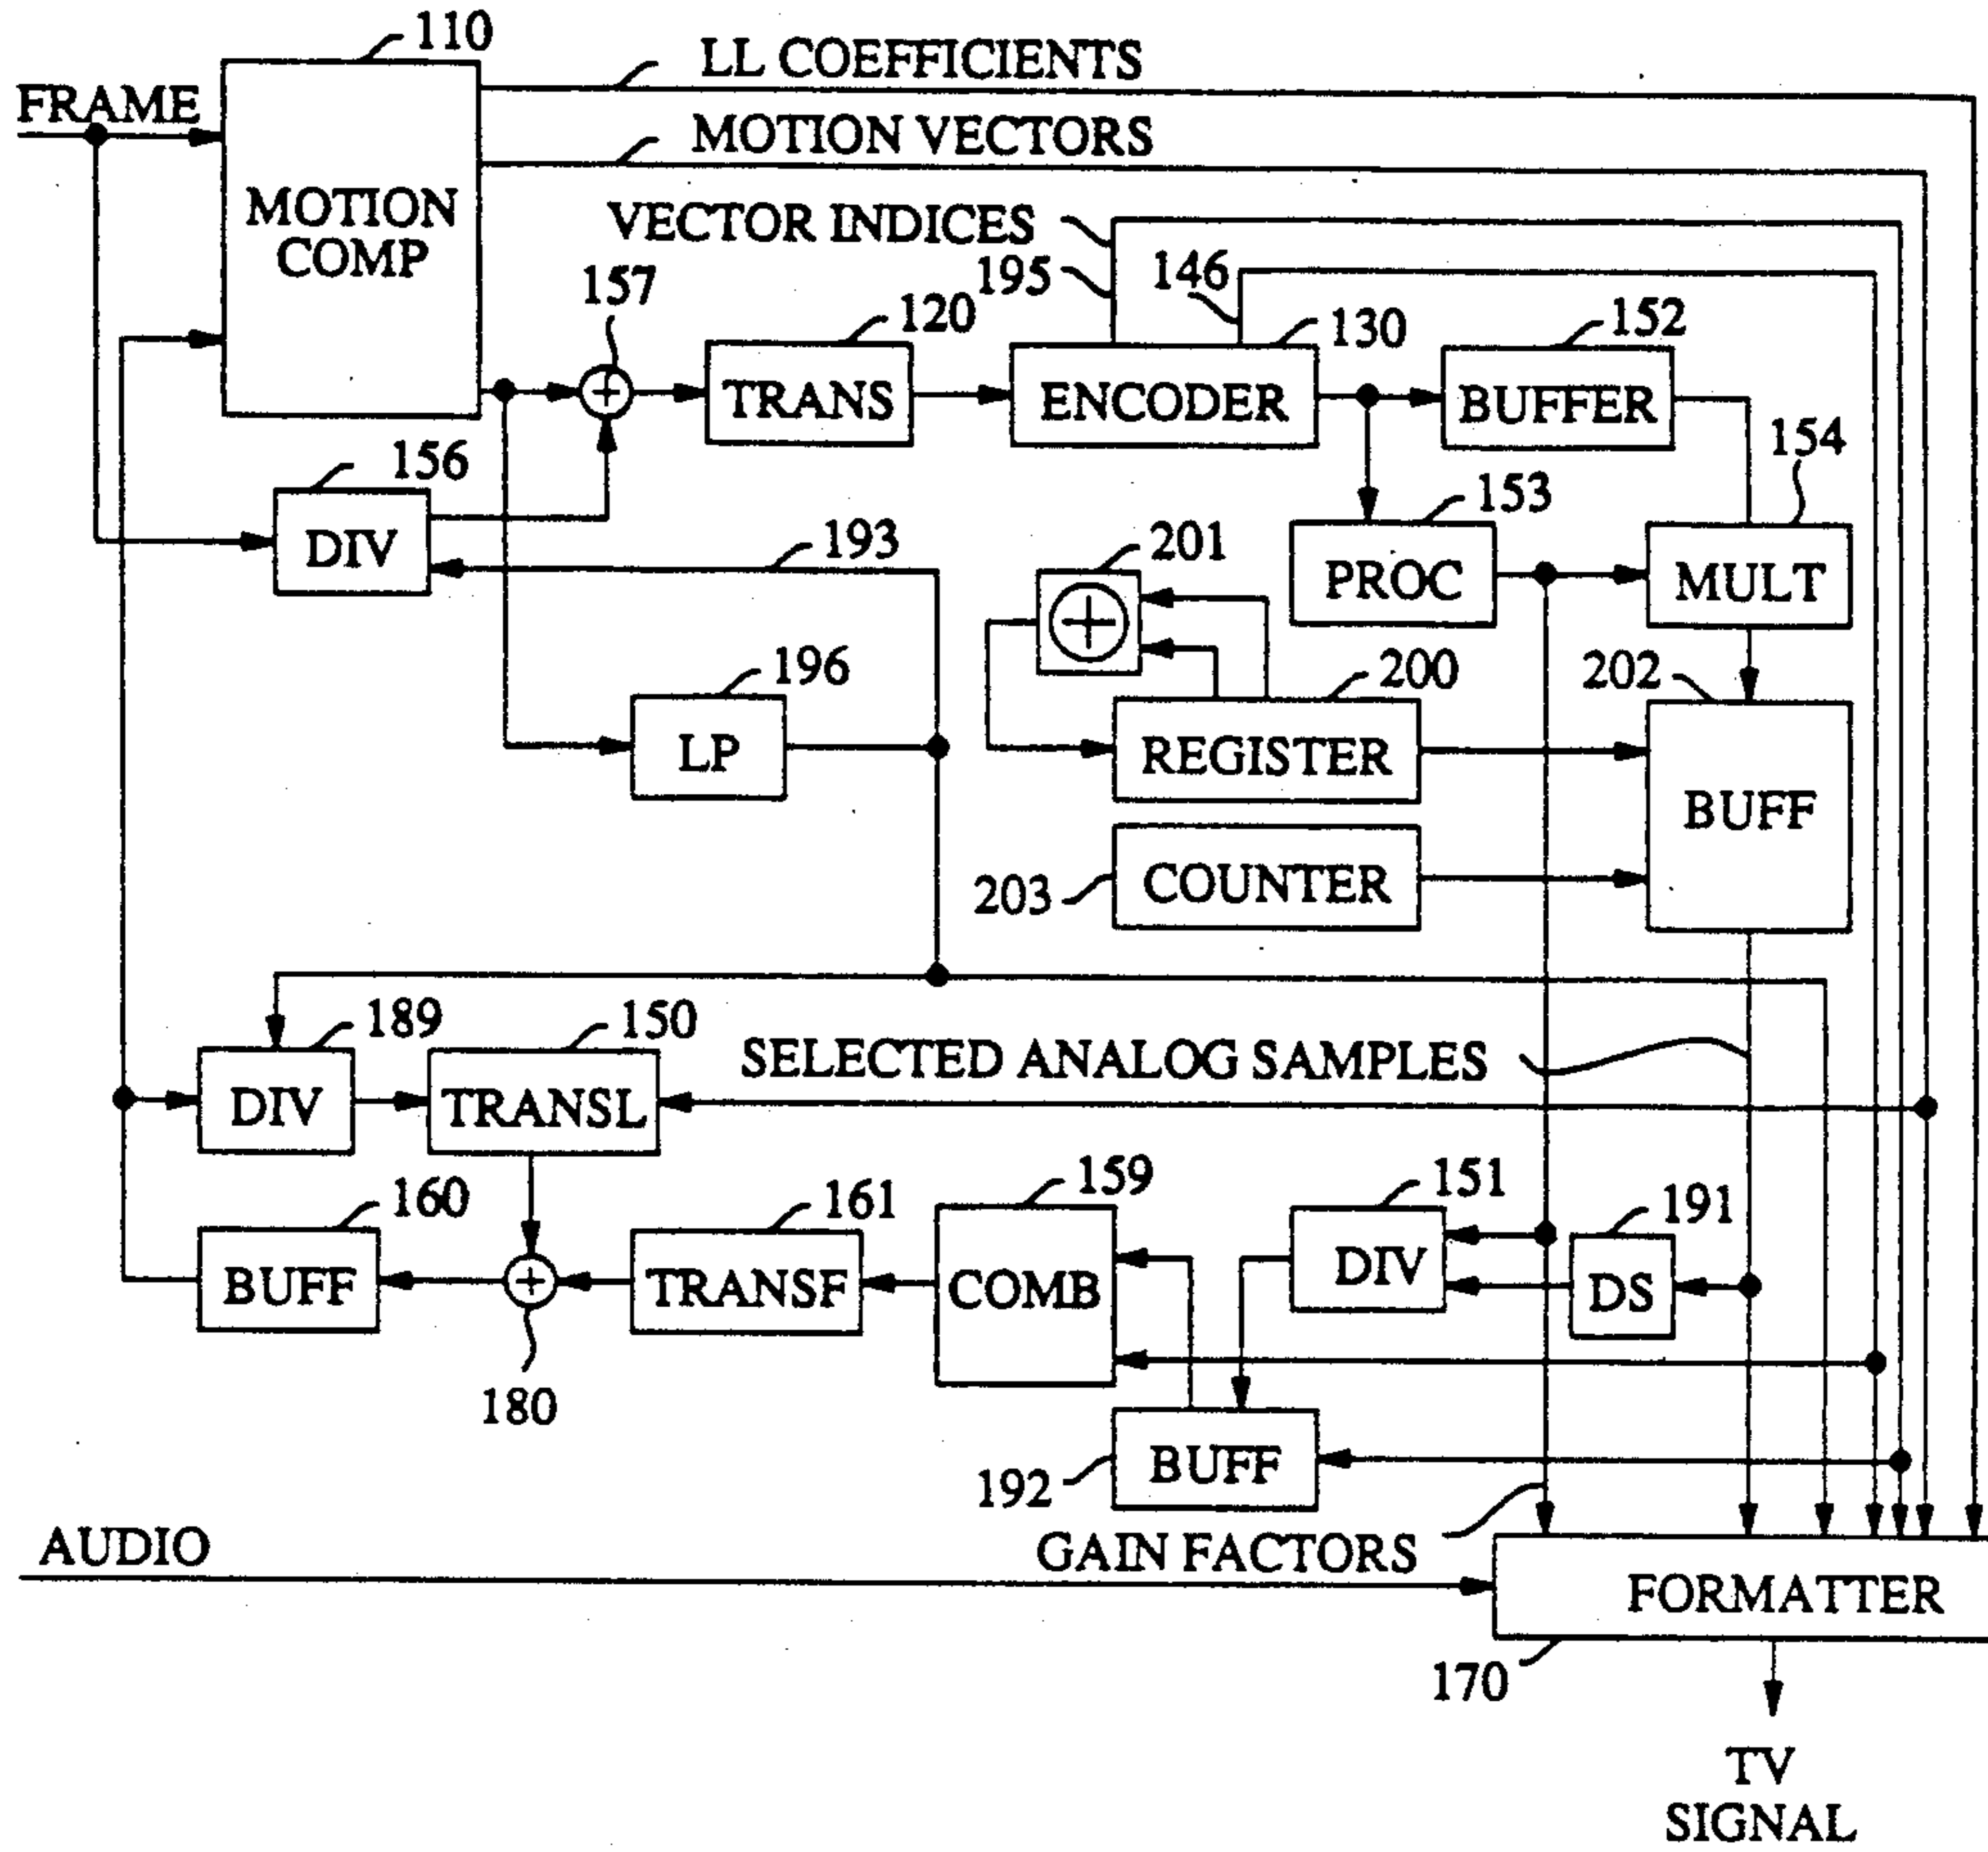 110
LL COEFFICIENTS
FRAME
MOTION VECTORS
MOTION
COMP
VECTOR INDICES
195
146
157
120
130
152
TRANS
ENCODER
BUFFER
154
156
153
DIV
193
201
PROC
MULT
196
200
202
LP
REGISTER
BUFF
203
COUNTER
189
150
SELECTED ANALOG SAMPLES
DIV
TRANSL
160
161
159
151
191
BUFF
TRANSF
COMB
DIV
DS
180
192
BUFF
AUDIO
GAIN FACTORS
FORMATTER
170
TV
SIGNAL